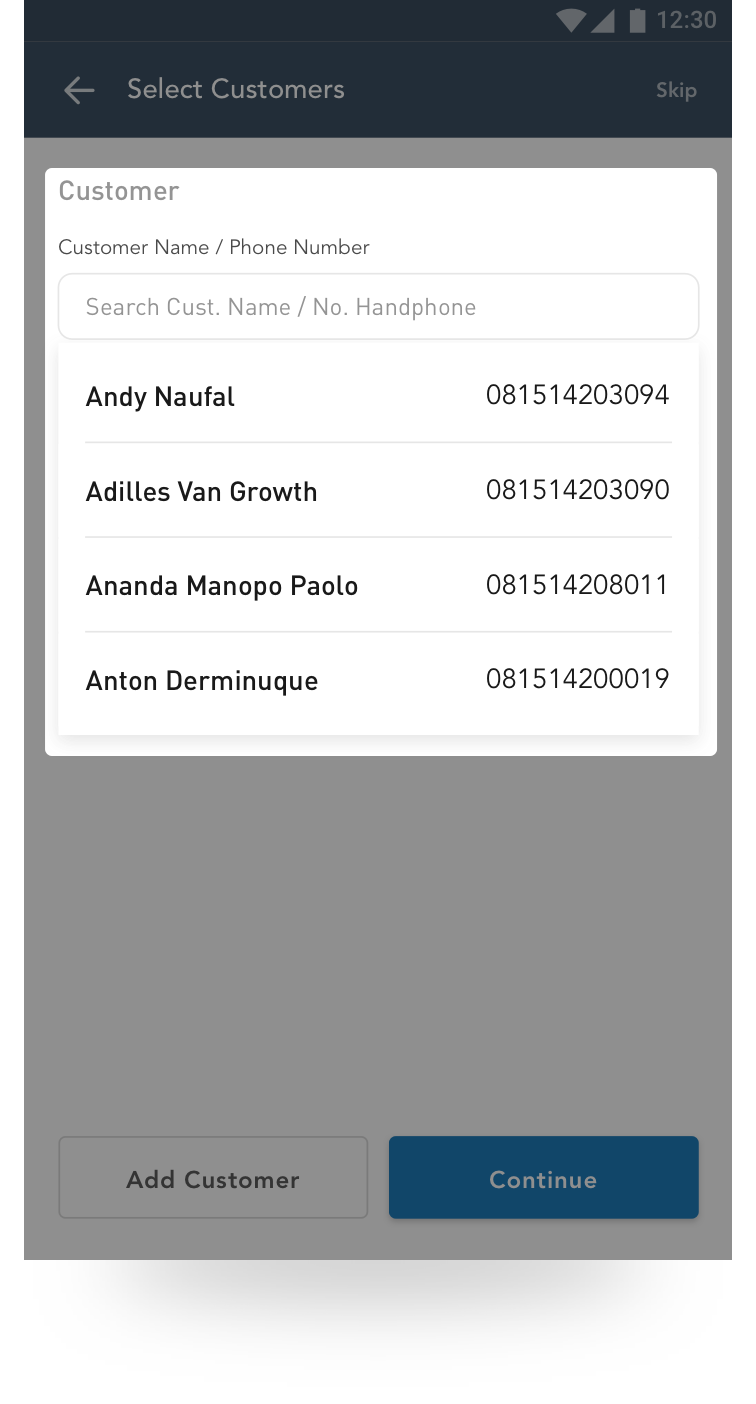 12:30
Select Customers Skip
Customer
Customer Name / Phone Number
Search Cust. Name / No. Handphone
Andy Naufal 081514203094
Adilles Van Growth 081514203090
Ananda Manopo Paolo 081514208011
Anton Derminuque 081514200019
Add Customer Continue